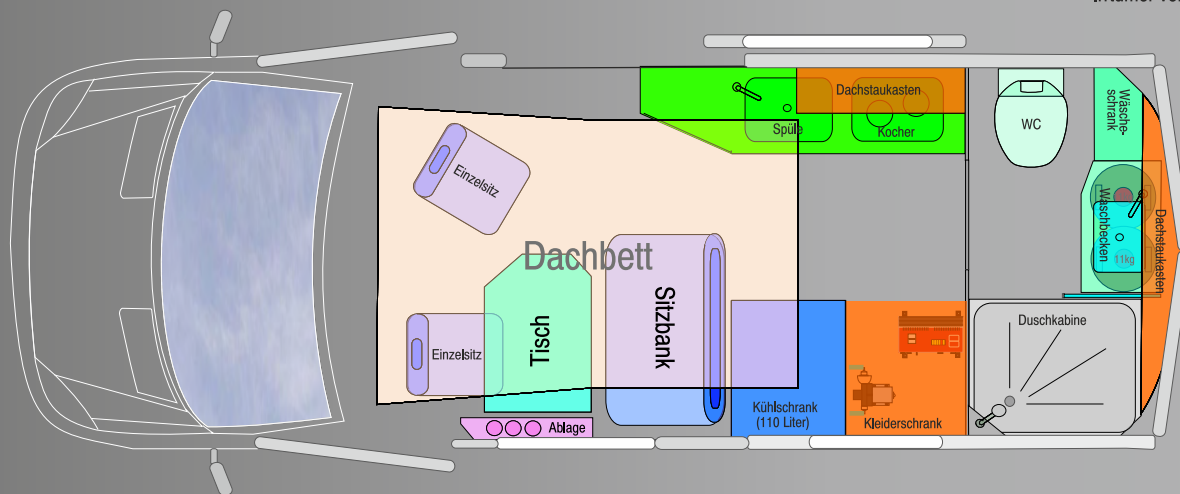 Dachstaukasten
Spüle
Kocher
WC
Wäsche-
schrank
Einzelsitz
Dachbett
Waschbecken
11kg
Dachstaukasten
Sitzbank
Tisch
Einzelsitz
Duschkabine
Kühlschrank
(110 Liter)
Kleiderschrank
Ablage